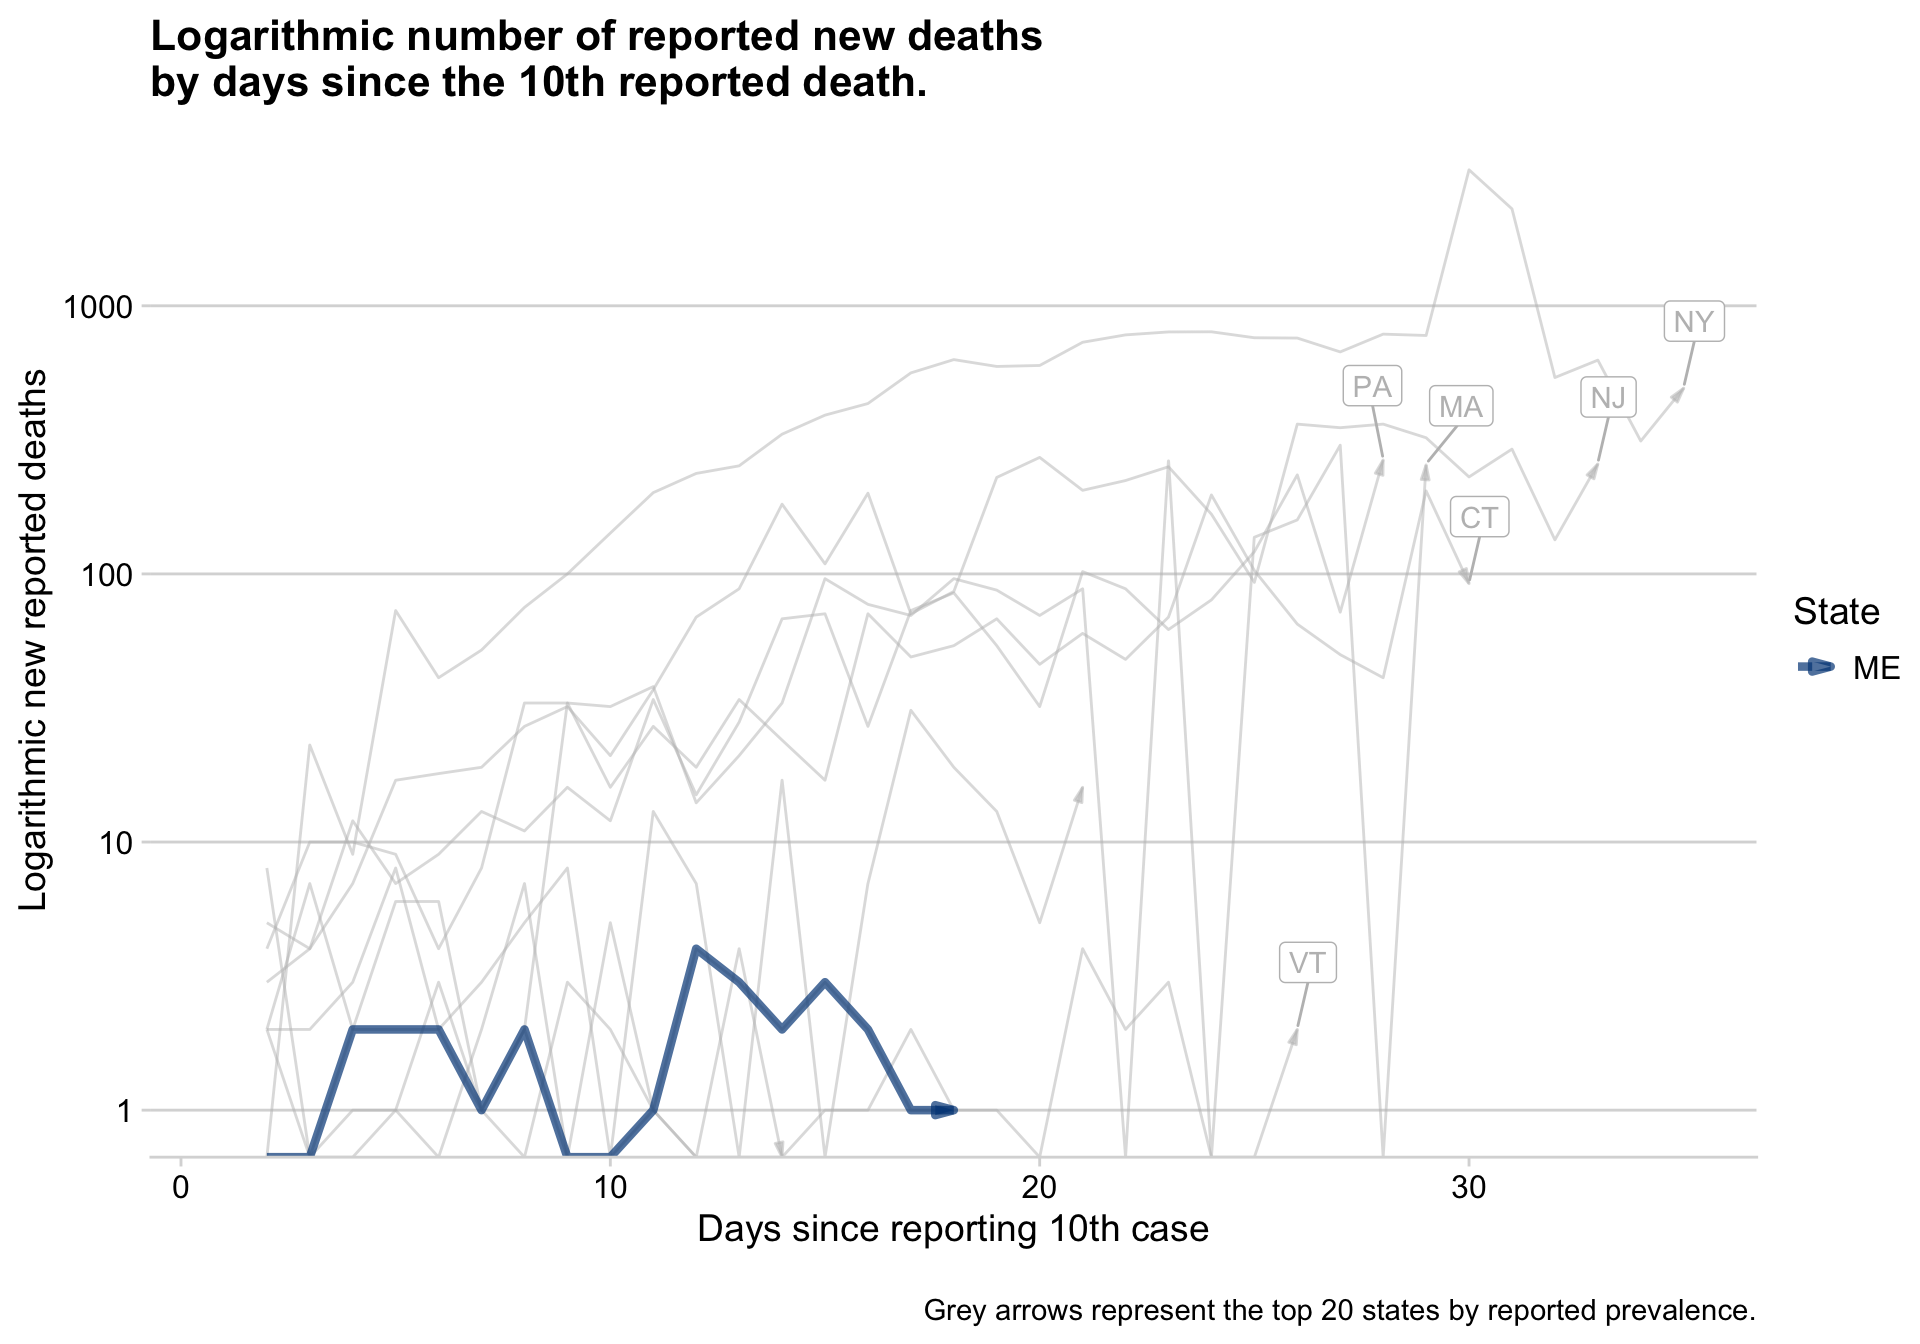 Logarithmic number of reported new deaths
by days since the 10th reported death.
Logarithmic new reported deaths
1000
100
10
1
NY
PA
MA
NJ
CT
VT
State
ME
0
10
20
30
Days since reporting 10th case
Grey arrows represent the top 20 states by reported prevalence.